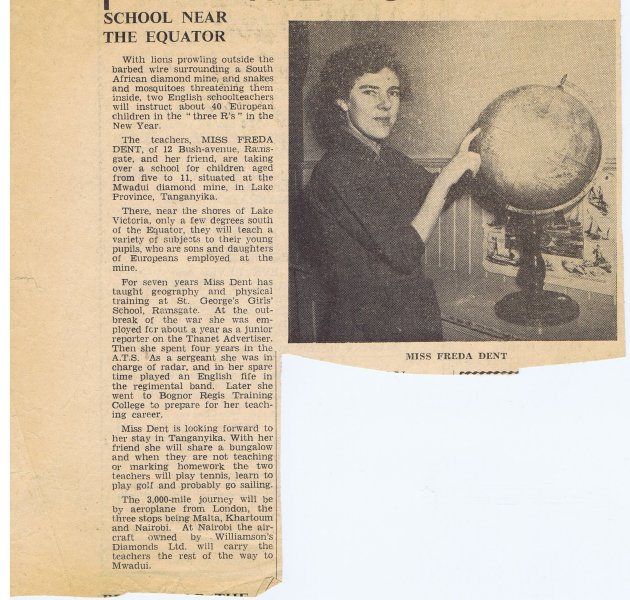 SCHOOL NEAR
THE EQUATOR
With lions prowling outside the
barbed wire surrounding a South
African diamond mine, and snakes
and mosquitoes threatening them
inside, two English schoolteachers
will instruct about 40 European
children in the "three R's" in the
New Year.
The teachers, MISS FREDA
DENT, of 12 Bush-avenue, Rams-
gate, and her friend, are taking
over a school for children aged
from five to 11, situated at the
Mwadui diamond mine, in Lake
Province, Tanganyika.
There, near the shores of Lake
Victoria, only a few degrees south
of the Equator, they will teach a
variety of subjects to their young
pupils, who are sons and daughters
of Europeans employed at the
mine.
For seven years Miss Dent has
taught geography and physical
training at St. George's Girls'
School, Ramsgate. At the out-
break of the war she was em-
ployed for about a year as a junior
reporter on the Thanet Advertiser.
Then she spent four years in the
A.T.S. As a sergeant she was in
charge of radar, and in her spare
time played an English fife in
the regimental band. Later she
went to Bognor Regis Training
College to prepare for her teach-
ing career.
Miss Dent is looking forward to
her stay in Tanganyika. With her
friend she will share a bungalow
and when they are not teaching
or marking homework the two
teachers will play tennis, learn to
play golf and probably go sailing.
The 3,000-mile journey will be
by aeroplane from London, the
three stops being Malta, Khartoum
and Nairobi. At Nairobi the air-
craft owned by Williamson's
Diamonds Ltd. will carry the
teachers the rest of the way to
Mwadui.
MISS FREDA DENT